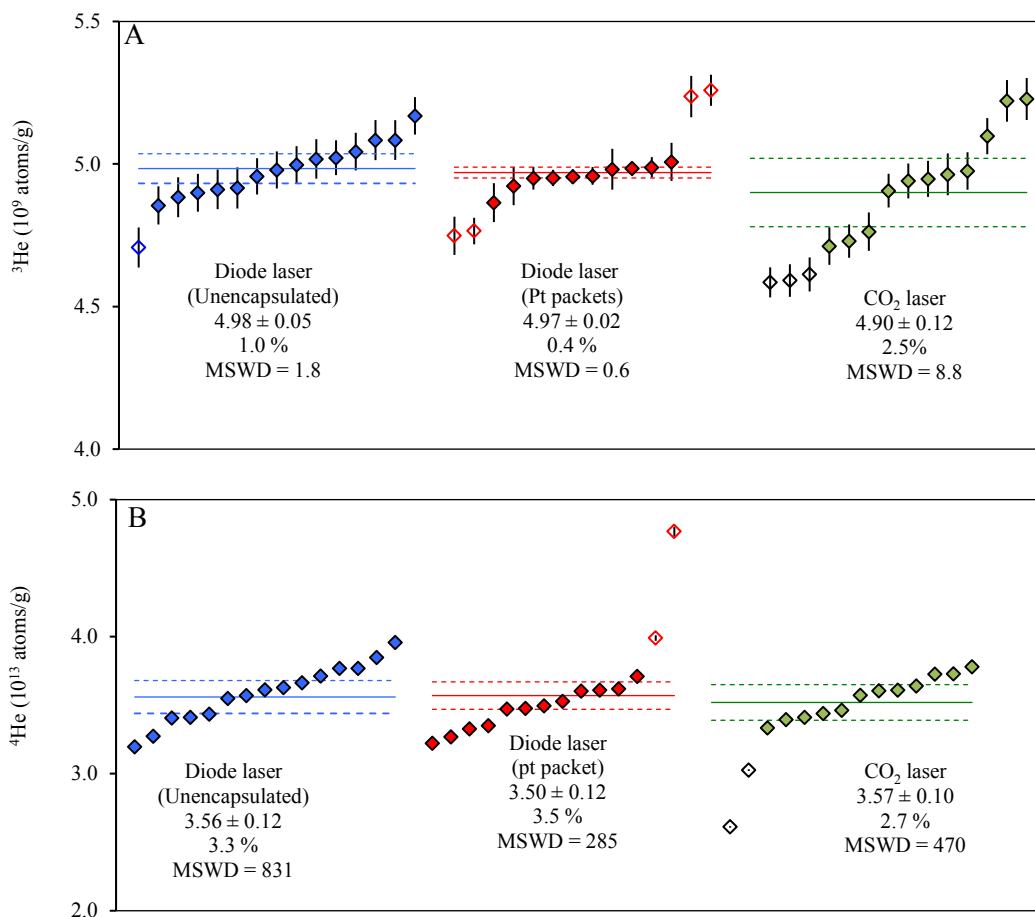 A
5.5
5.0
4.5
4.0
³He (10⁹ atoms/g)
Diode laser
(Unencapsulated)
4.98 ± 0.05
1.0 %
MSWD = 1.8
Diode laser
(Pt packets)
4.97 ± 0.02
0.4 %
MSWD = 0.6
CO₂ laser
4.90 ± 0.12
2.5%
MSWD = 8.8
B
5.0
4.0
3.0
2.0
⁴He (10¹³ atoms/g)
Diode laser
(Unencapsulated)
3.56 ± 0.12
3.3 %
MSWD = 831
Diode laser
(pt packet)
3.50 ± 0.12
3.5 %
MSWD = 285
CO₂ laser
3.57 ± 0.10
2.7 %
MSWD = 470